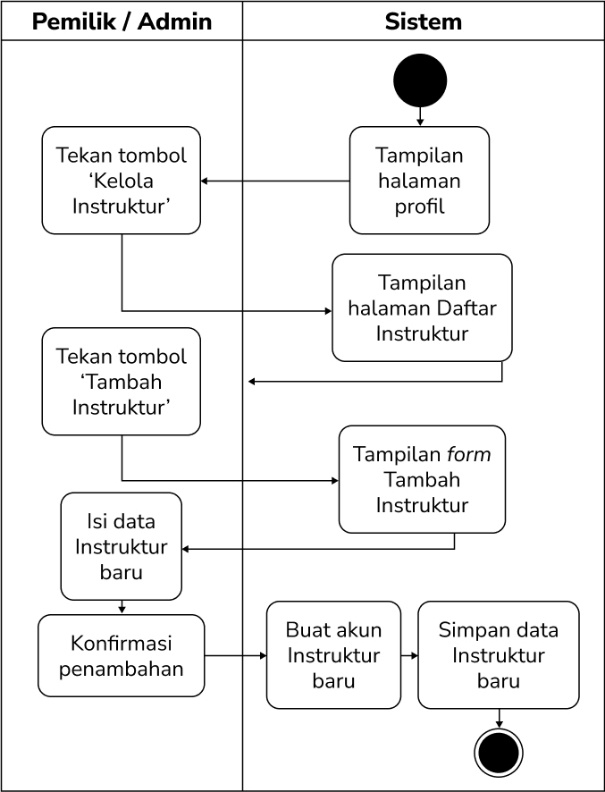 Pemilik / Admin
Sistem
Tampilan
halaman
profil
Tekan tombol
‘Kelola
Instruktur’
Tampilan
halaman Daftar
Instruktur
Tekan tombol
‘Tambah
Instruktur’
Tampilan form
Tambah
Instruktur
Isi data
Instruktur
baru
Konfirmasi
penambahan
Buat akun
Instruktur
baru
Simpan data
Instruktur
baru